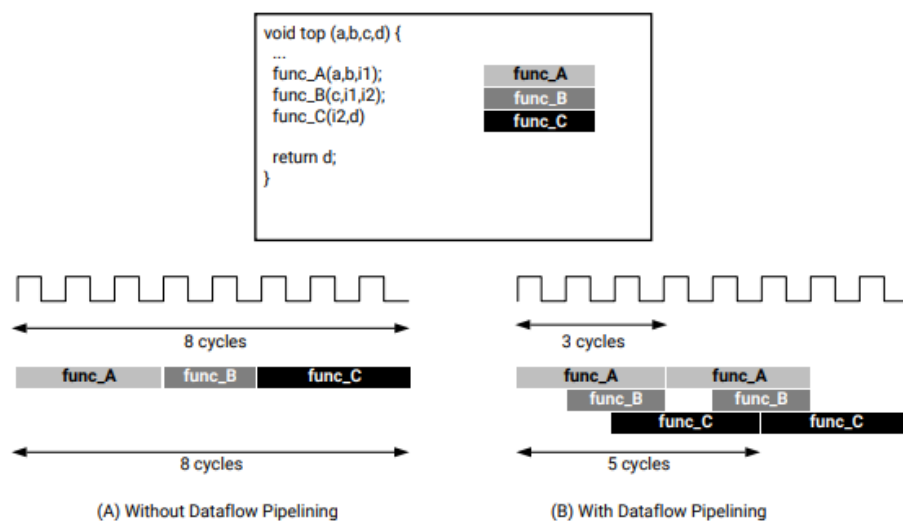 void top (a,b,c,d) {
...
func_A(a,b,i1);
func_B(c,i1,i2);
func_C(i2,d)
return d;
}
func_A
func_B
func_C
8 cycles
func_A func_B func_C
8 cycles
(A) Without Dataflow Pipelining
3 cycles
func_A func_A
func_B func_B
func_C func_C
5 cycles
(B) With Dataflow Pipelining